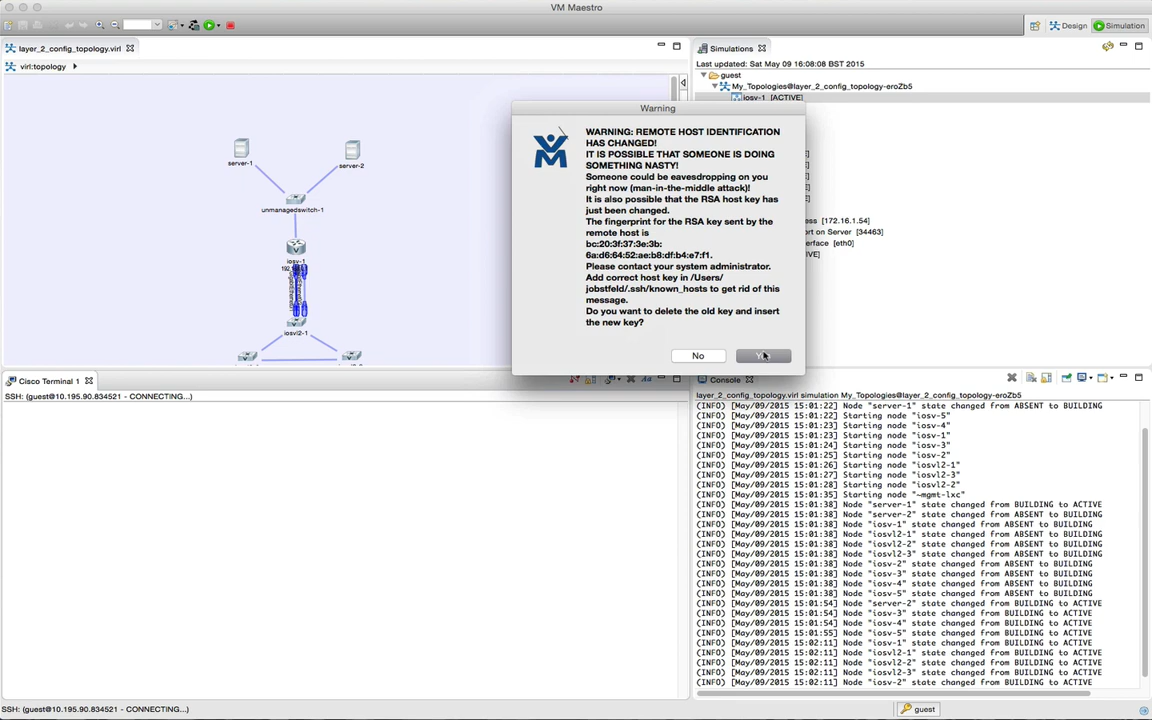 VM Maestro
Design
Simulation
layer_2_config_topology.virl
virl:topology
server-1
server-2
unmanagedswitch-1
iosv-1
iosvl2-1
Simulations
Last updated: Sat May 09 16:08:08 BST 2015
guest
My_Topologies@layer_2_config_topology-eroZb5
iosv-1 [ACTIVE]
[172.16.1.54]
ort on Server [34463]
terface [eth0]
Warning
WARNING: REMOTE HOST IDENTIFICATION
HAS CHANGED!
IT IS POSSIBLE THAT SOMEONE IS DOING
SOMETHING NASTY!
Someone could be eavesdropping on you
right now (man-in-the-middle attack)!
It is also possible that the RSA host key has
just been changed.
The fingerprint for the RSA key sent by the
remote host is
bc:20:3f:37:3e:3b:
6a:d6:64:52:ae:b8:df:b4:e7:f1.
Please contact your system administrator.
Add correct host key in /Users/
jobstfeld/.ssh/known_hosts to get rid of this
message.
Do you want to delete the old key and insert
the new key?
No
Cisco Terminal 1
SSH: (guest@10.195.90.834521 - CONNECTING...)
Console
layer_2_config_topology.virl simulation My_Topologies@layer_2_config_topology-eroZb5
(INFO) [May/09/2015 15:01:22] Node "server-1" state changed from ABSENT to BUILDING
(INFO) [May/09/2015 15:01:22] Starting node "iosv-5"
(INFO) [May/09/2015 15:01:23] Starting node "iosv-4"
(INFO) [May/09/2015 15:01:23] Starting node "iosv-1"
(INFO) [May/09/2015 15:01:24] Starting node "iosv-3"
(INFO) [May/09/2015 15:01:25] Starting node "iosv-2"
(INFO) [May/09/2015 15:01:26] Starting node "iosvl2-1"
(INFO) [May/09/2015 15:01:27] Starting node "iosvl2-3"
(INFO) [May/09/2015 15:01:28] Starting node "iosvl2-2"
(INFO) [May/09/2015 15:01:35] Starting node "~mgmt-lxc"
(INFO) [May/09/2015 15:01:38] Node "server-1" state changed from BUILDING to ACTIVE
(INFO) [May/09/2015 15:01:38] Node "server-2" state changed from ABSENT to BUILDING
(INFO) [May/09/2015 15:01:38] Node "iosv-1" state changed from ABSENT to BUILDING
(INFO) [May/09/2015 15:01:38] Node "iosvl2-1" state changed from ABSENT to BUILDING
(INFO) [May/09/2015 15:01:38] Node "iosvl2-2" state changed from ABSENT to BUILDING
(INFO) [May/09/2015 15:01:38] Node "iosvl2-3" state changed from ABSENT to BUILDING
(INFO) [May/09/2015 15:01:38] Node "iosv-2" state changed from ABSENT to BUILDING
(INFO) [May/09/2015 15:01:38] Node "iosv-3" state changed from ABSENT to BUILDING
(INFO) [May/09/2015 15:01:38] Node "iosv-4" state changed from ABSENT to BUILDING
(INFO) [May/09/2015 15:01:38] Node "iosv-5" state changed from ABSENT to BUILDING
(INFO) [May/09/2015 15:01:54] Node "server-2" state changed from BUILDING to ACTIVE
(INFO) [May/09/2015 15:01:54] Node "iosv-3" state changed from BUILDING to ACTIVE
(INFO) [May/09/2015 15:01:54] Node "iosv-4" state changed from BUILDING to ACTIVE
(INFO) [May/09/2015 15:01:55] Node "iosv-5" state changed from BUILDING to ACTIVE
(INFO) [May/09/2015 15:02:11] Node "iosv-1" state changed from BUILDING to ACTIVE
(INFO) [May/09/2015 15:02:11] Node "iosvl2-1" state changed from BUILDING to ACTIVE
(INFO) [May/09/2015 15:02:11] Node "iosvl2-2" state changed from BUILDING to ACTIVE
(INFO) [May/09/2015 15:02:11] Node "iosvl2-3" state changed from BUILDING to ACTIVE
(INFO) [May/09/2015 15:02:11] Node "iosv-2" state changed from BUILDING to ACTIVE
SSH: (guest@10.195.90.834521 - CONNECTING...)
guest